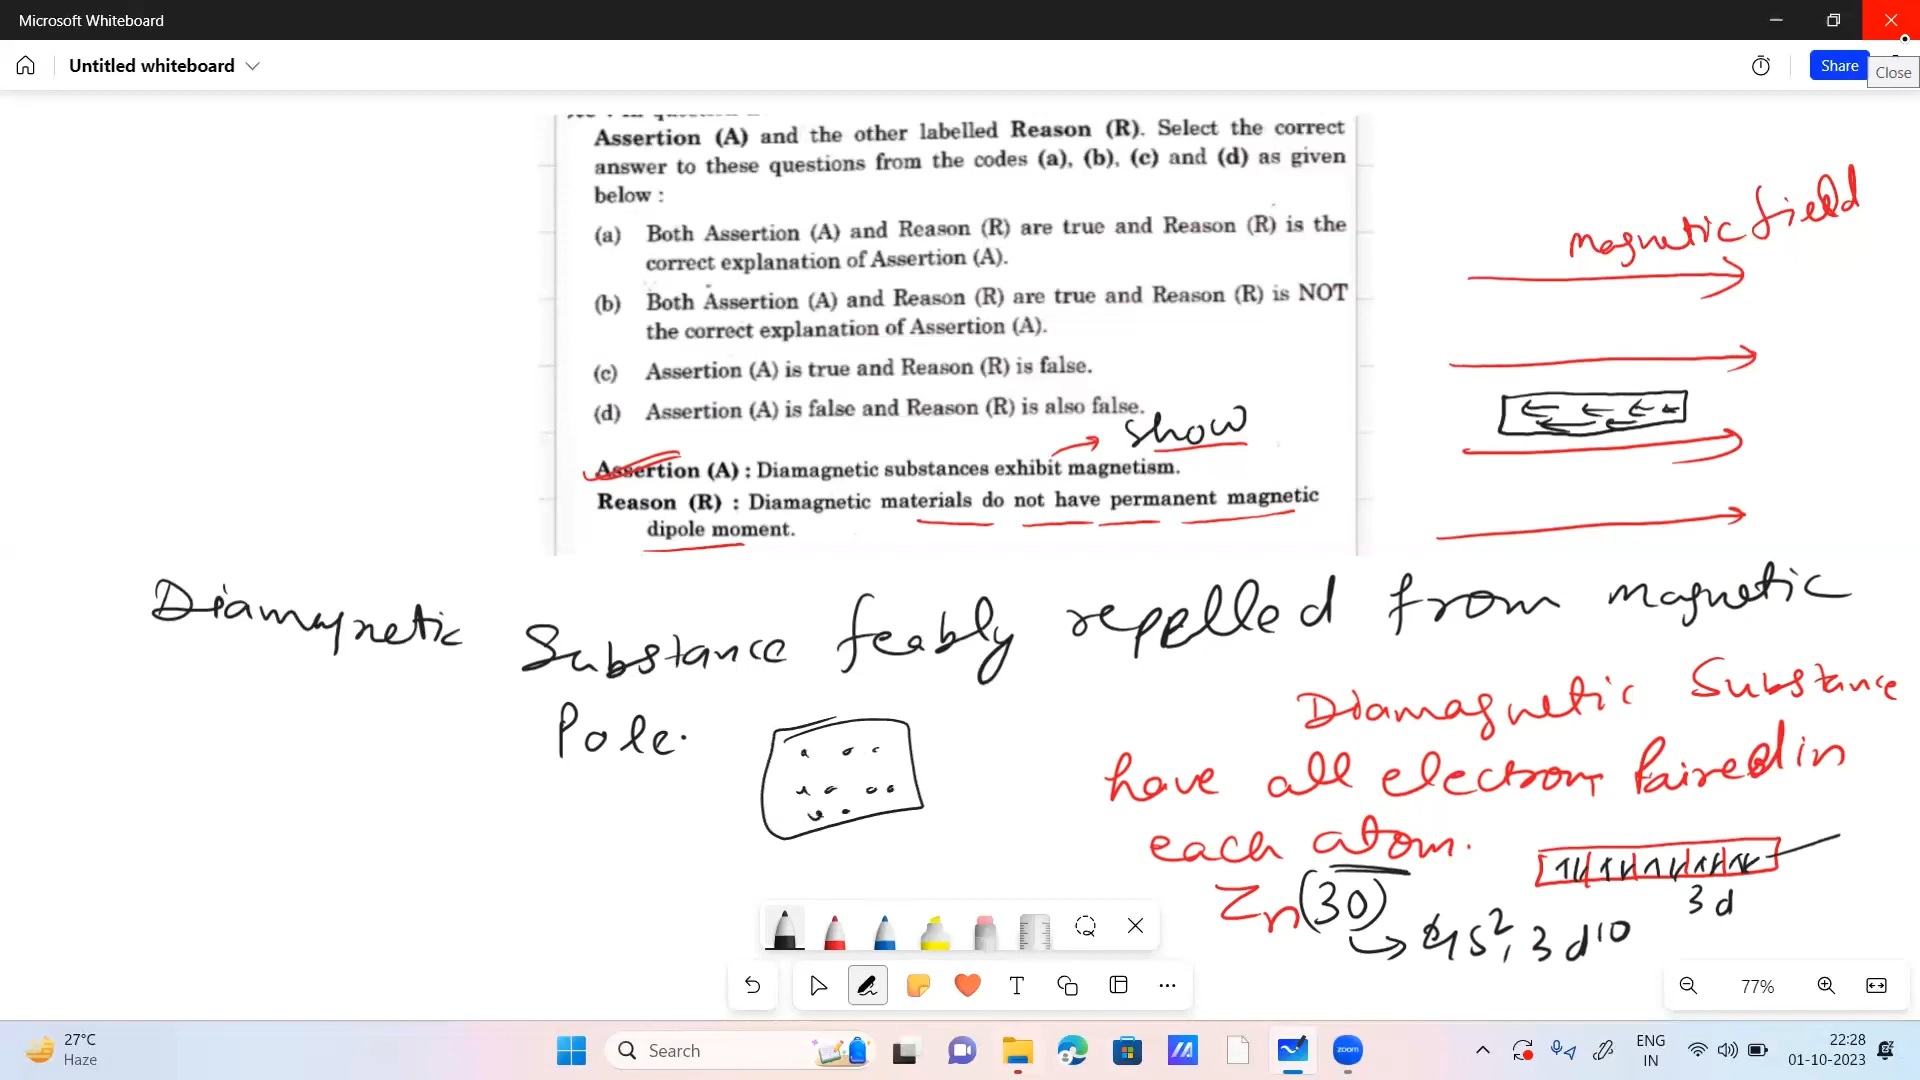 Microsoft Whiteboard
Untitled whiteboard
Share
Close
Assertion (A) and the other labelled Reason (R). Select the correct
answer to these questions from the codes (a), (b), (c) and (d) as given
below :
(a) Both Assertion (A) and Reason (R) are true and Reason (R) is the
correct explanation of Assertion (A).
(b) Both Assertion (A) and Reason (R) are true and Reason (R) is NOT
the correct explanation of Assertion (A).
(c) Assertion (A) is true and Reason (R) is false.
(d) Assertion (A) is false and Reason (R) is also false.
show
Assertion (A) : Diamagnetic substances exhibit magnetism.
Reason (R) : Diamagnetic materials do not have permanent magnetic
dipole moment.
magnetic field
Diamagnetic Substance feably repelled from magnetic
Pole.
Diamagnetic Substance
have all electron Paired in
each atom.
3d
Zn(30)
4s2, 3d10
77%
27°C
Haze
Search
zoom
ENG
IN
22:28
01-10-2023